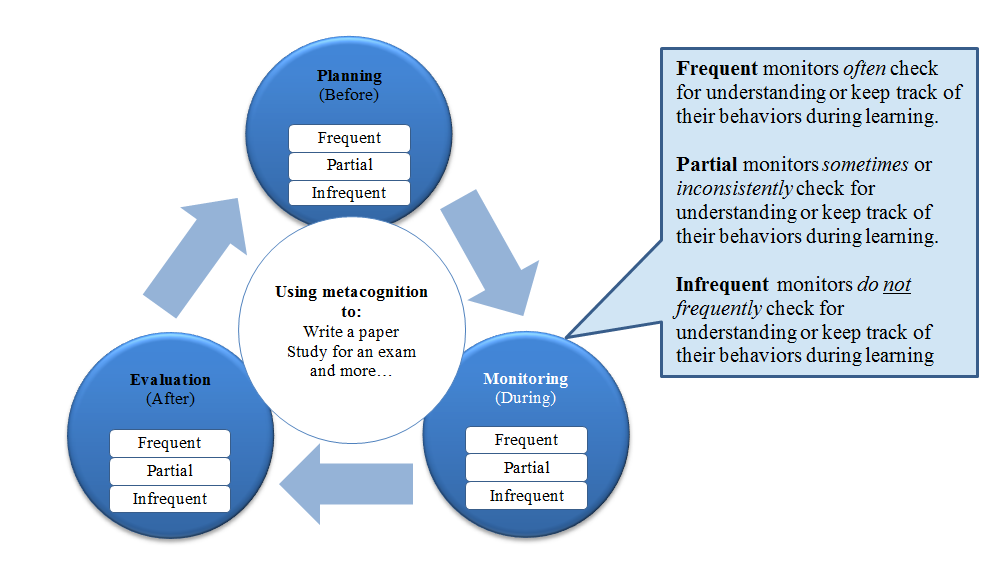 Planning
(Before)
Frequent
Partial
Infrequent
Using metacognition
to:
Write a paper
Study for an exam
and more…
Evaluation
(After)
Frequent
Partial
Infrequent
Monitoring
(During)
Frequent
Partial
Infrequent
Frequent monitors often check
for understanding or keep track of
their behaviors during learning.
Partial monitors sometimes or
inconsistently check for
understanding or keep track of
their behaviors during learning.
Infrequent monitors do not
frequently check for
understanding or keep track of
their behaviors during learning